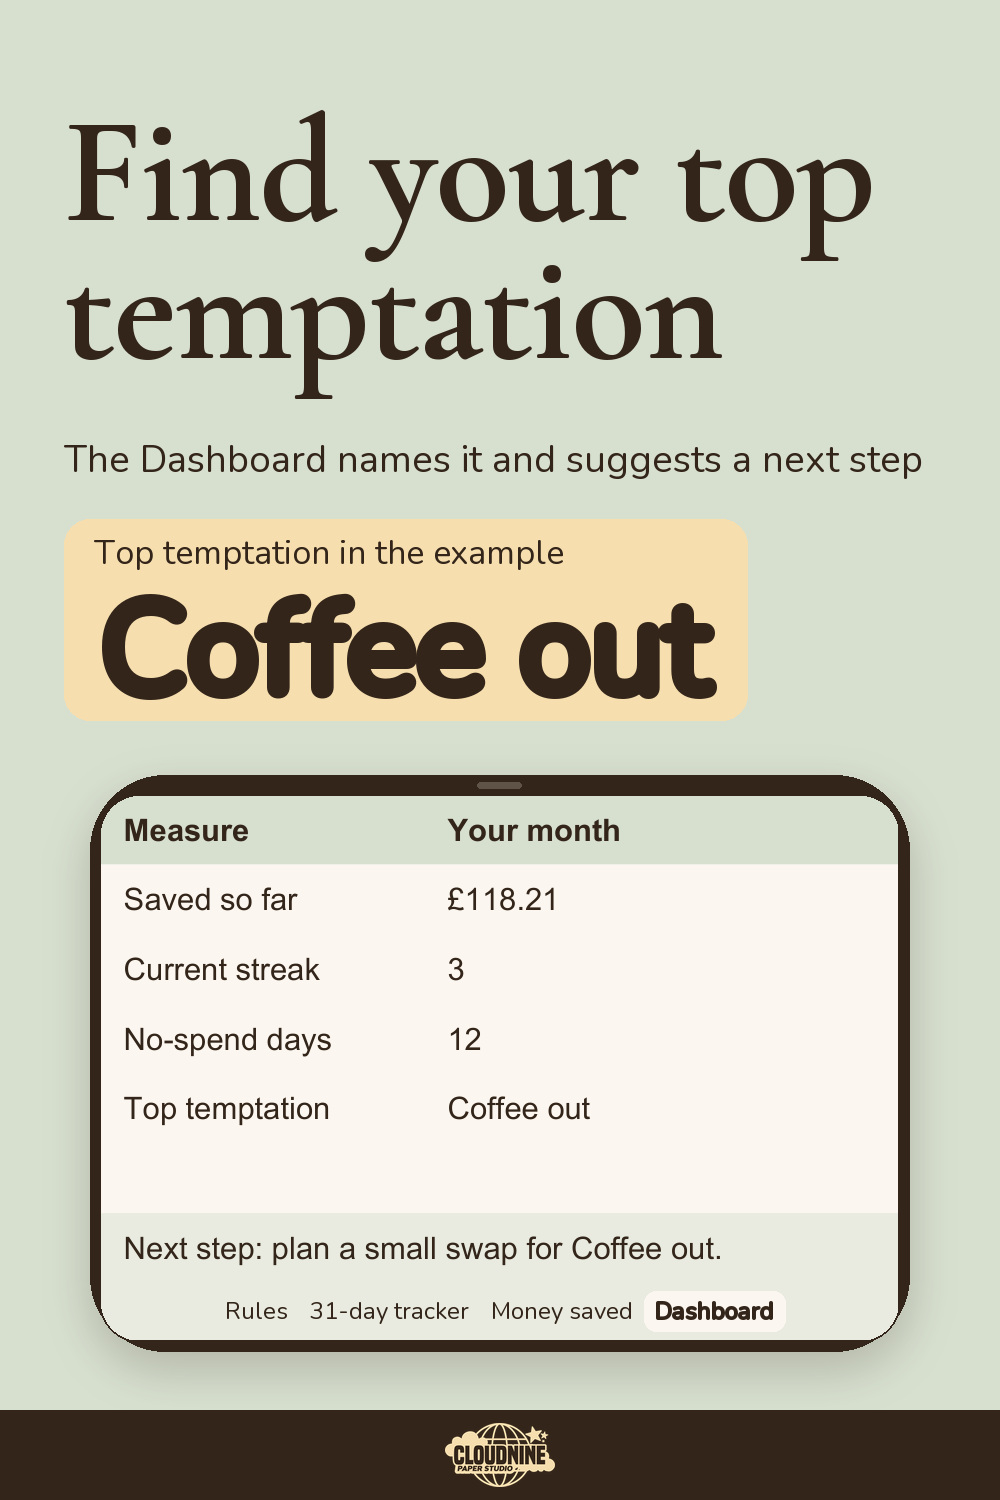 Find your top
temptation
The Dashboard names it and suggests a next step
Top temptation in the example
Coffee out
Measure Your month
Saved so far £118.21
Current streak 3
No-spend days 12
Top temptation Coffee out
Next step: plan a small swap for Coffee out.
Rules 31-day tracker Money saved Dashboard
CLOUDNINE
PAPER STUDIO